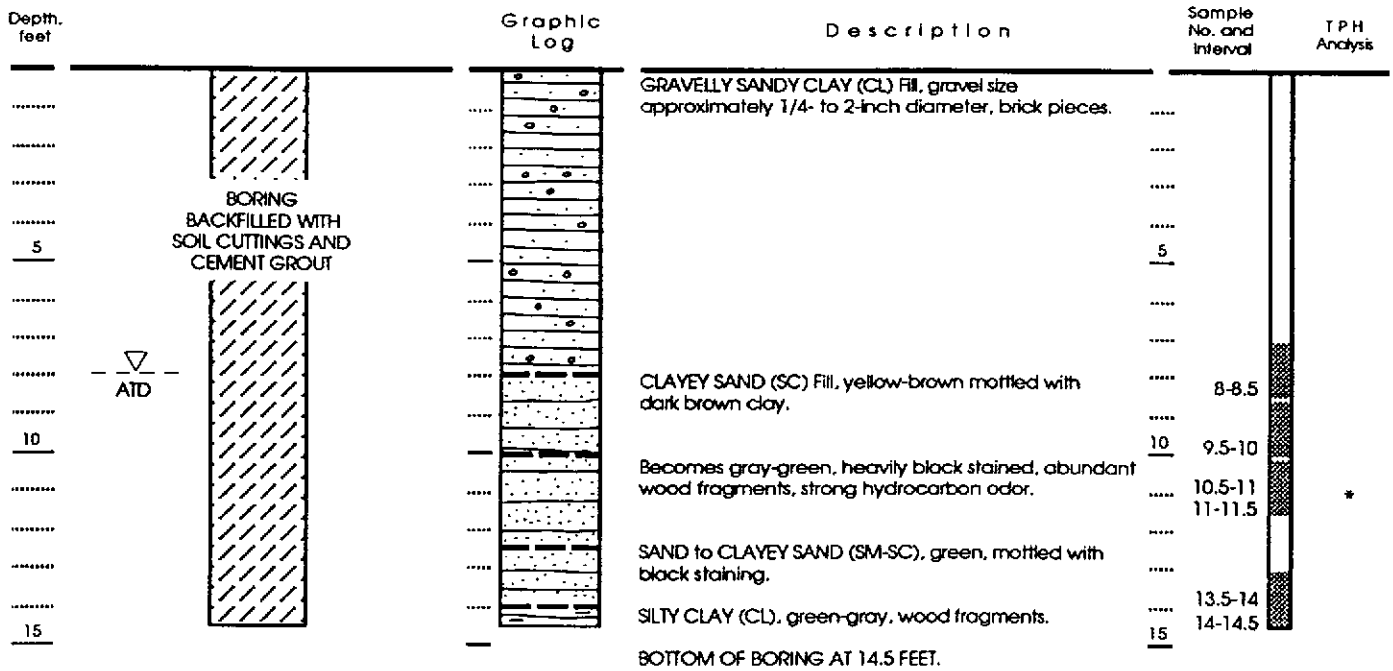 Depth, feet
Graphic Log
Description
Sample No. and Interval
TPH Analysis
GRAVELLY SANDY CLAY (CL) Fill, gravel size
approximately 1/4- to 2-inch diameter, brick pieces.
BORING
BACKFILLED WITH
SOIL CUTTINGS AND
CEMENT GROUT
5
5
ATD
CLAYEY SAND (SC) Fill, yellow-brown mottled with
dark brown clay.
8-8.5
10
10
9.5-10
Becomes gray-green, heavily black stained, abundant
wood fragments, strong hydrocarbon odor.
10.5-11
11-11.5
*
SAND to CLAYEY SAND (SM-SC), green, mottled with
black staining.
SILTY CLAY (CL), green-gray, wood fragments.
13.5-14
14-14.5
15
15
BOTTOM OF BORING AT 14.5 FEET.